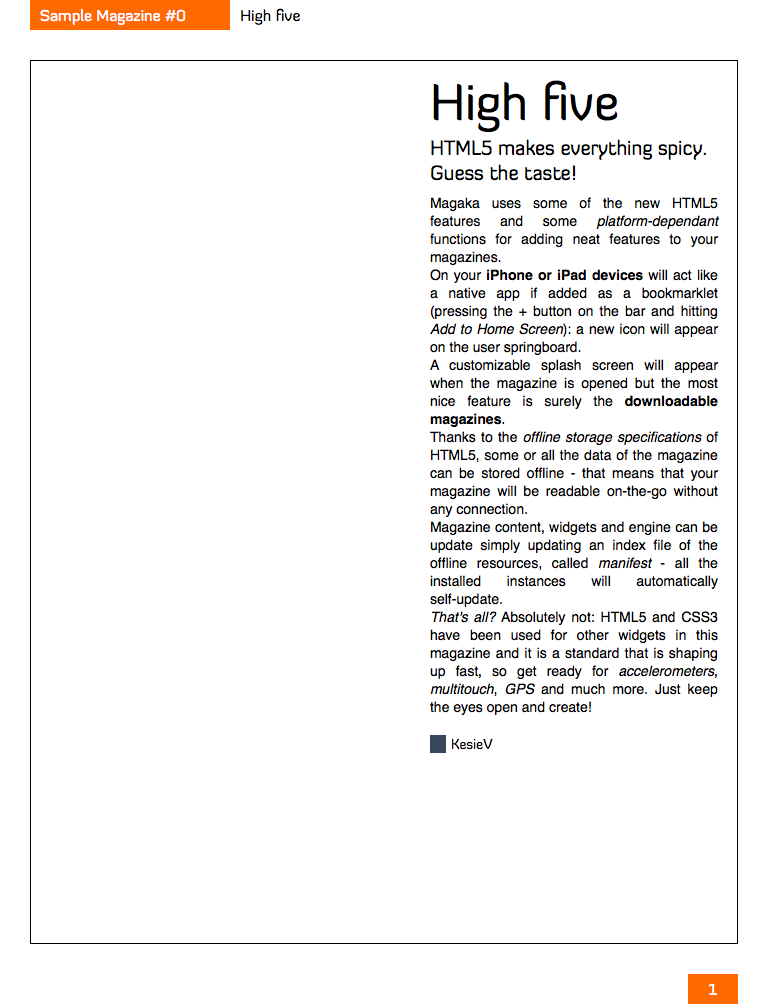 Sample Magazine #0 High five
High five
HTML5 makes everything spicy.
Guess the taste!
Magaka uses some of the new HTML5
features and some platform-dependant
functions for adding neat features to your
magazines.
On your iPhone or iPad devices will act like
a native app if added as a bookmarklet
(pressing the + button on the bar and hitting
Add to Home Screen): a new icon will appear
on the user springboard.
A customizable splash screen will appear
when the magazine is opened but the most
nice feature is surely the downloadable
magazines.
Thanks to the offline storage specifications of
HTML5, some or all the data of the magazine
can be stored offline - that means that your
magazine will be readable on-the-go without
any connection.
Magazine content, widgets and engine can be
update simply updating an index file of the
offline resources, called manifest - all the
installed instances will automatically
self-update.
That's all? Absolutely not: HTML5 and CSS3
have been used for other widgets in this
magazine and it is a standard that is shaping
up fast, so get ready for accelerometers,
multitouch, GPS and much more. Just keep
the eyes open and create!
KesieV
1